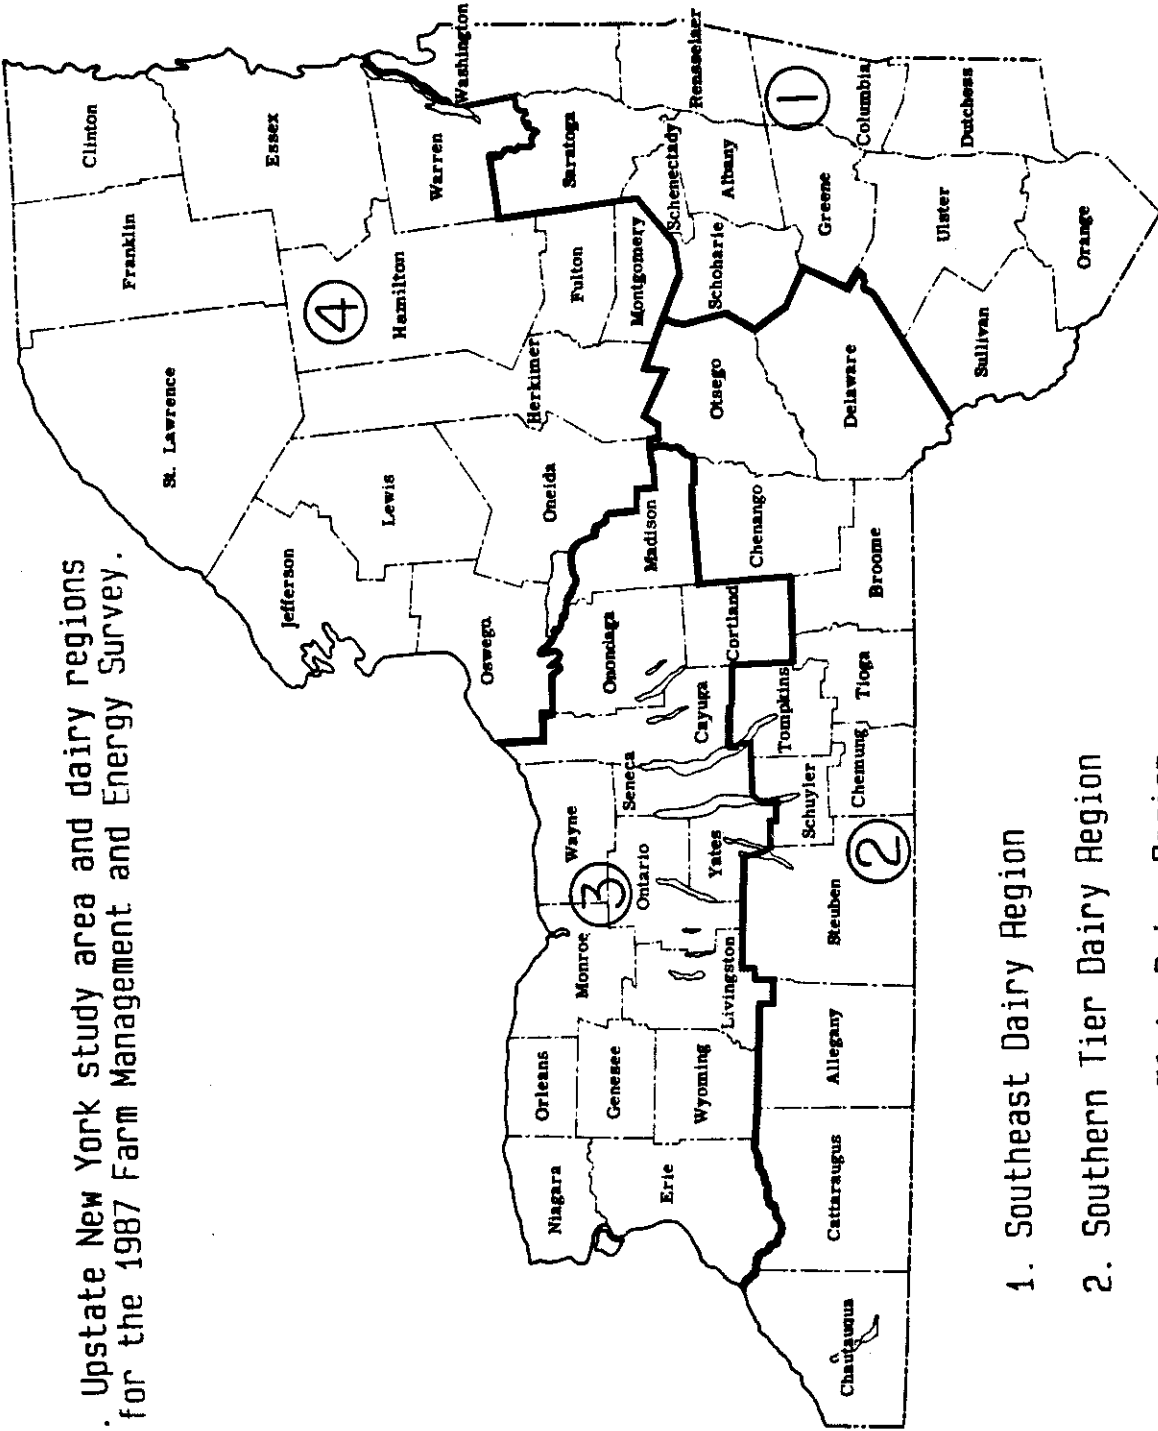 . Upstate New York study area and dairy regions
for the 1987 Farm Management and Energy Survey.
Clinton
Franklin
Essex
St. Lawrence
4
Hamilton
Warren
Washington
Jefferson
Lewis
Herkimer
Fulton
Saratoga
Oswego
Oneida
Montgomery
Schenectady
Rensselaer
Niagara
Orleans
Monroe
Wayne
3
Genesee
Ontario
Seneca
Onondaga
Madison
Otsego
Schoharie
Albany
1
Erie
Wyoming
Livingston
Yates
Cayuga
Cortland
Chenango
Delaware
Greene
Columbia
Tompkins
Schuyler
Chautauqua
Cattaraugus
Allegany
Steuben
2
Chemung
Tioga
Broome
Ulster
Dutchess
Sullivan
Orange
1. Southeast Dairy Region
2. Southern Tier Dairy Region